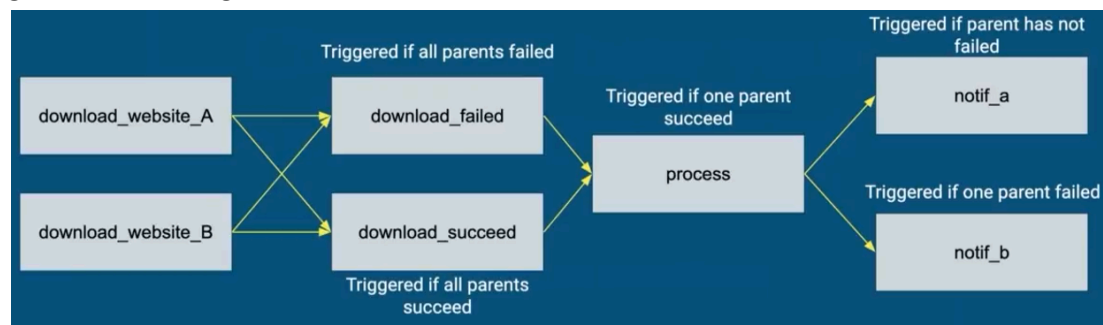 Triggered if parent has not
failed
Triggered if all parents failed
download_website_A
download_failed
Triggered if one parent
succeed
notif_a
process
Triggered if one parent failed
download_website_B
download_succeed
notif_b
Triggered if all parents
succeed